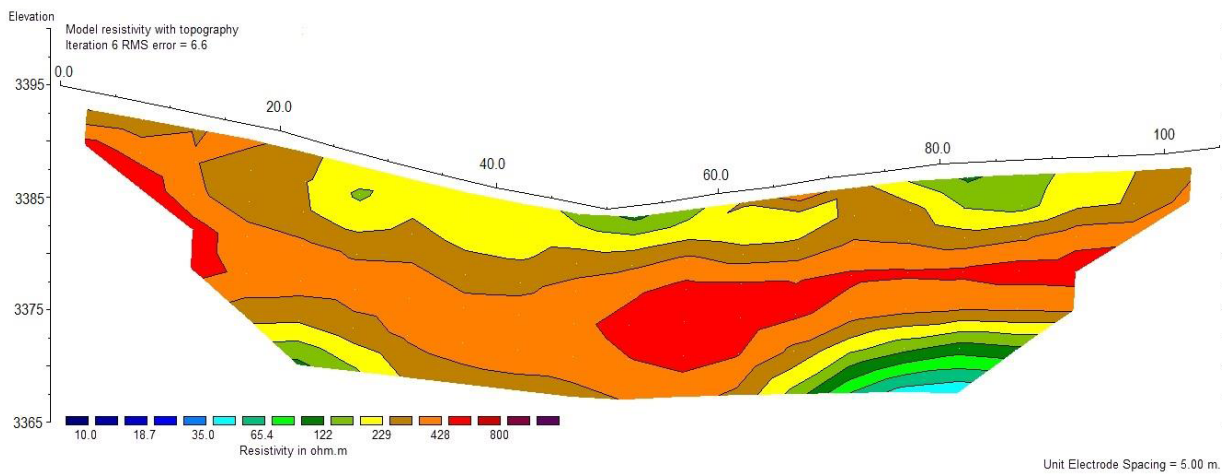 Elevation
Model resistivity with topography
Iteration 6 RMS error = 6.6
0.0
3395
20.0
100
40.0
80.0
60.0
3385
3375
3365
10.0 18.7 35.0 65.4 122 229 428 800
Resistivity in ohm.m
Unit Electrode Spacing = 5.00 m.